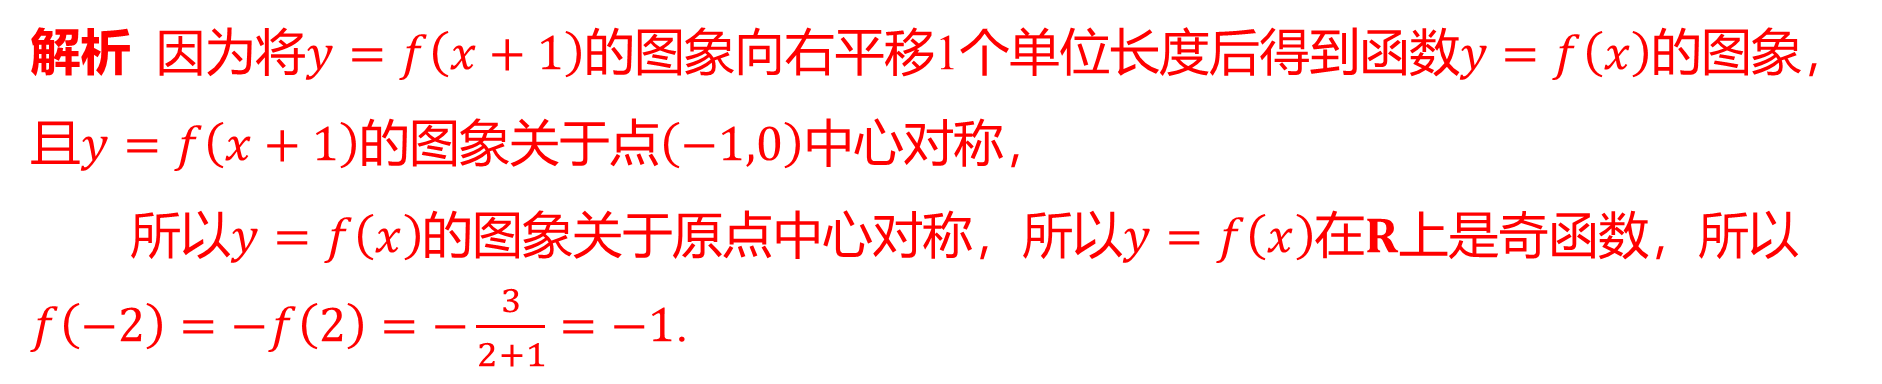 解析 因为将y = f(x + 1)的图象向右平移1个单位长度后得到函数y = f(x)的图象，
且y = f(x + 1)的图象关于点(−1,0)中心对称，
所以y = f(x)的图象关于原点中心对称，所以y = f(x)在R上是奇函数，所以
f(−2) = −f(2) = −\frac{3}{2+1} = −1.